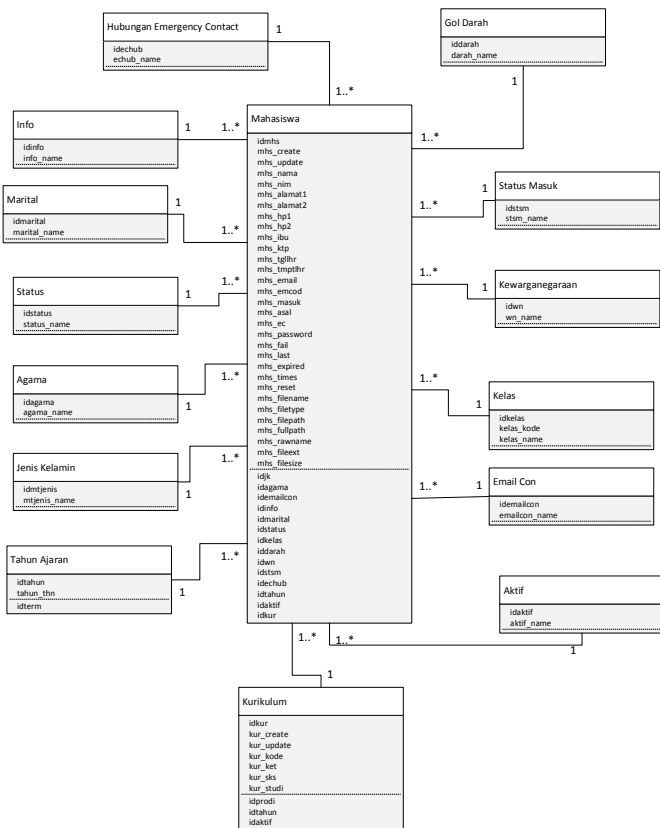 Hubungan Emergency Contact
idechub
echub_name
1
1..*
Gol Darah
iddarah
darah_name
1
1..*
Info
idinfo
info_name
1
1..*
Marital
idmarital
marital_name
1
1..*
Status
idstatus
status_name
1
1..*
Agama
idagama
agama_name
1
1..*
Jenis Kelamin
idmtjenis
mtjenis_name
1
1..*
Tahun Ajaran
idtahun
tahun_thn
idterm
1
1..*
Mahasiswa
idmhs
mhs_create
mhs_update
mhs_nama
mhs_nim
mhs_alamat1
mhs_alamat2
mhs_hp1
mhs_hp2
mhs_ibu
mhs_ktp
mhs_tgllhr
mhs_tmptlhr
mhs_email
mhs_emcod
mhs_masuk
mhs_asal
mhs_ec
mhs_password
mhs_fail
mhs_last
mhs_expired
mhs_times
mhs_reset
mhs_filename
mhs_filetype
mhs_filepath
mhs_fullpath
mhs_rawname
mhs_fileext
mhs_filesize
idjk
idagama
idemailcon
idinfo
idmarital
idstatus
idkelas
iddarah
idwn
idstsm
idechub
idtahun
idaktif
idkur
Status Masuk
idstsm
stsm_name
1
1..*
Kewarganegaraan
idwn
wn_name
1
1..*
Kelas
idkelas
kelas_kode
kelas_name
1
1..*
Email Con
idemailcon
emailcon_name
1
1..*
Aktif
idaktif
aktif_name
1
1..*
1..*
1
Kurikulum
idkur
kur_create
kur_update
kur_kode
kur_ket
kur_sks
kur_studi
idprodi
idtahun
idaktif